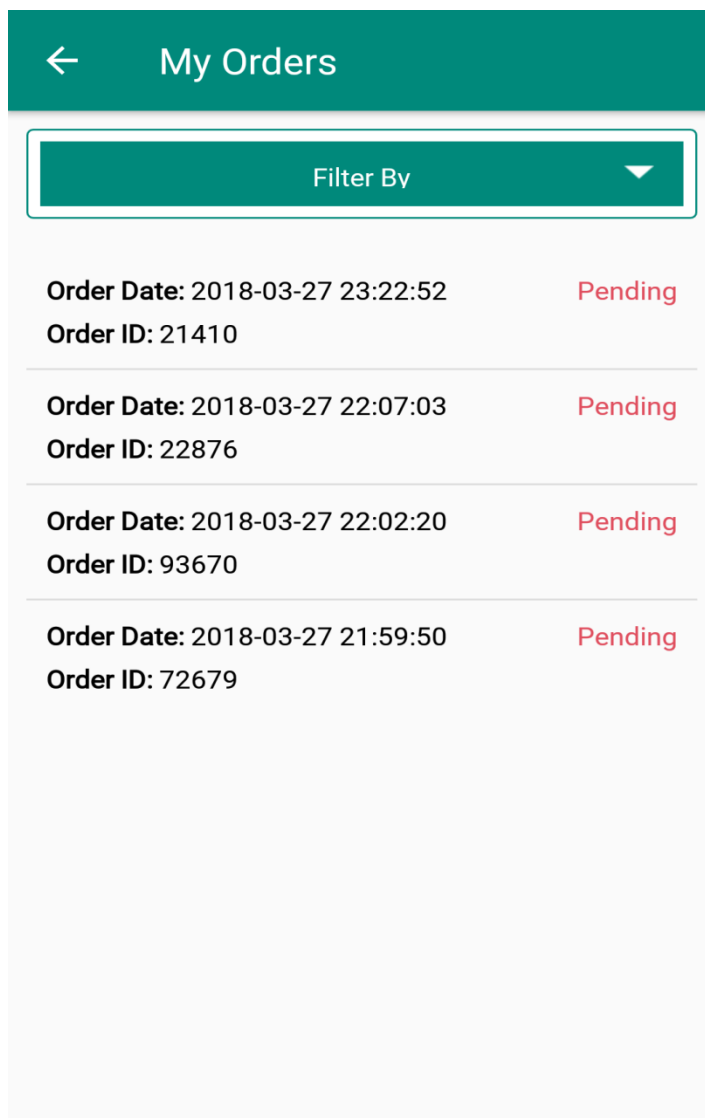 My Orders
Filter By
Order Date: 2018-03-27 23:22:52 Pending
Order ID: 21410
Order Date: 2018-03-27 22:07:03 Pending
Order ID: 22876
Order Date: 2018-03-27 22:02:20 Pending
Order ID: 93670
Order Date: 2018-03-27 21:59:50 Pending
Order ID: 72679